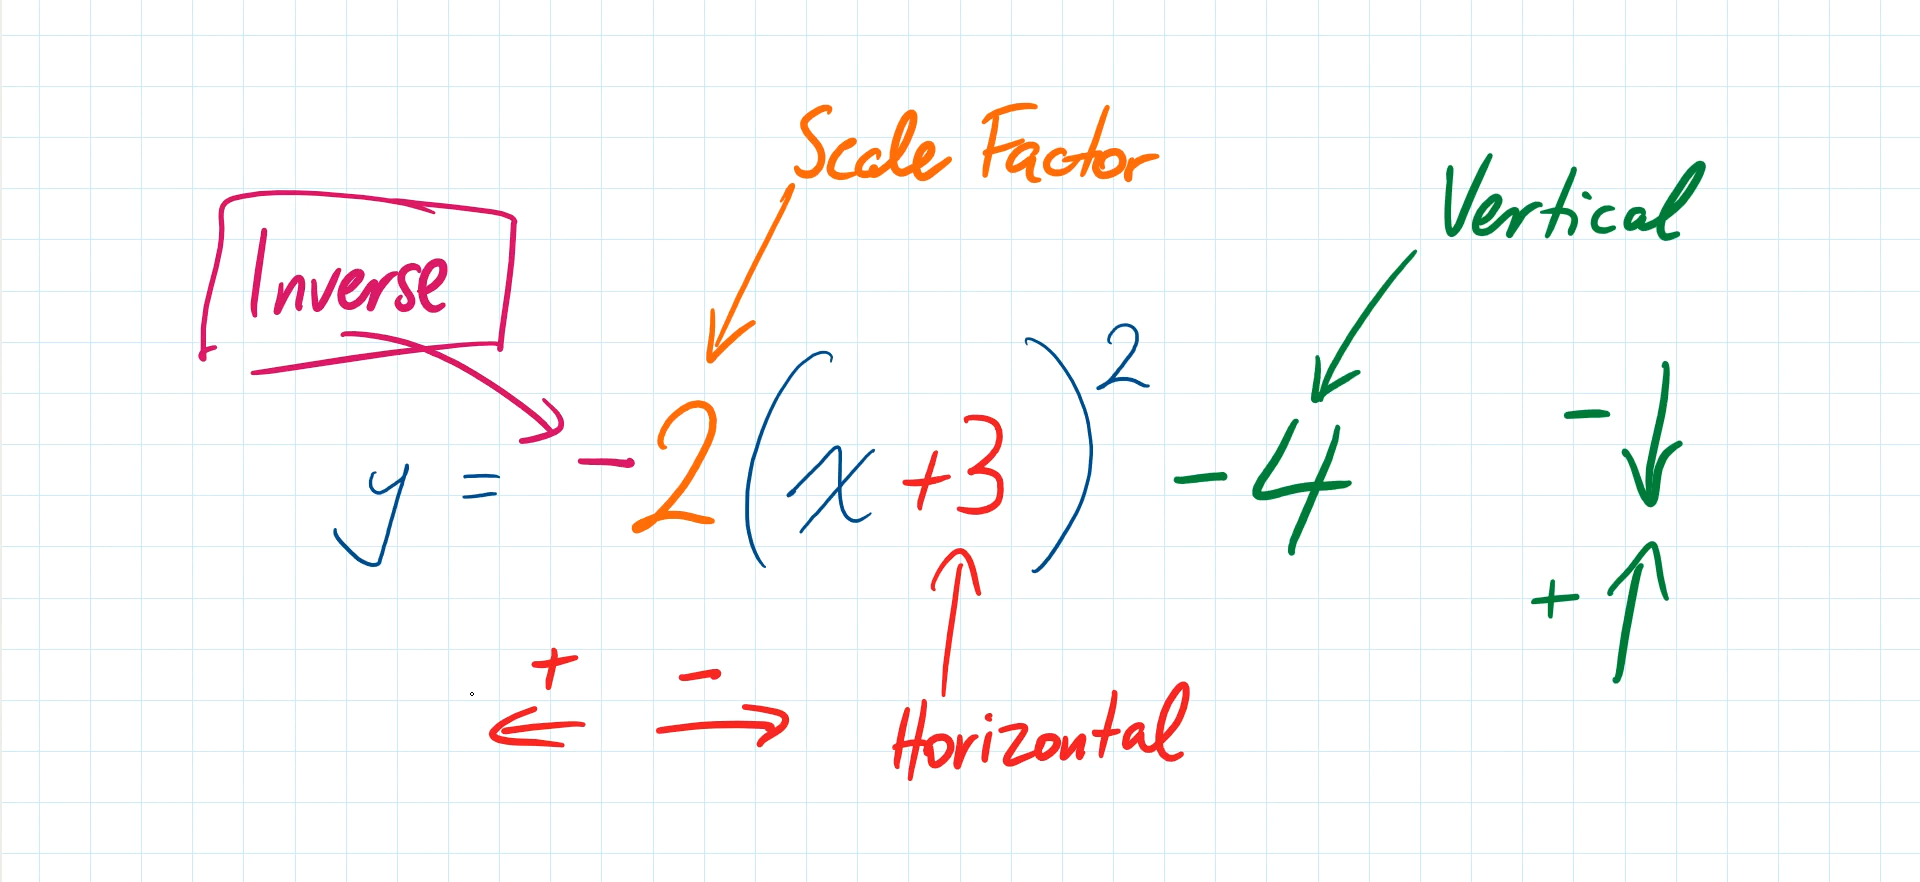 Scale Factor
Vertical
Inverse
y = -2(x+3)² - 4
-
+
+ -
Horizontal